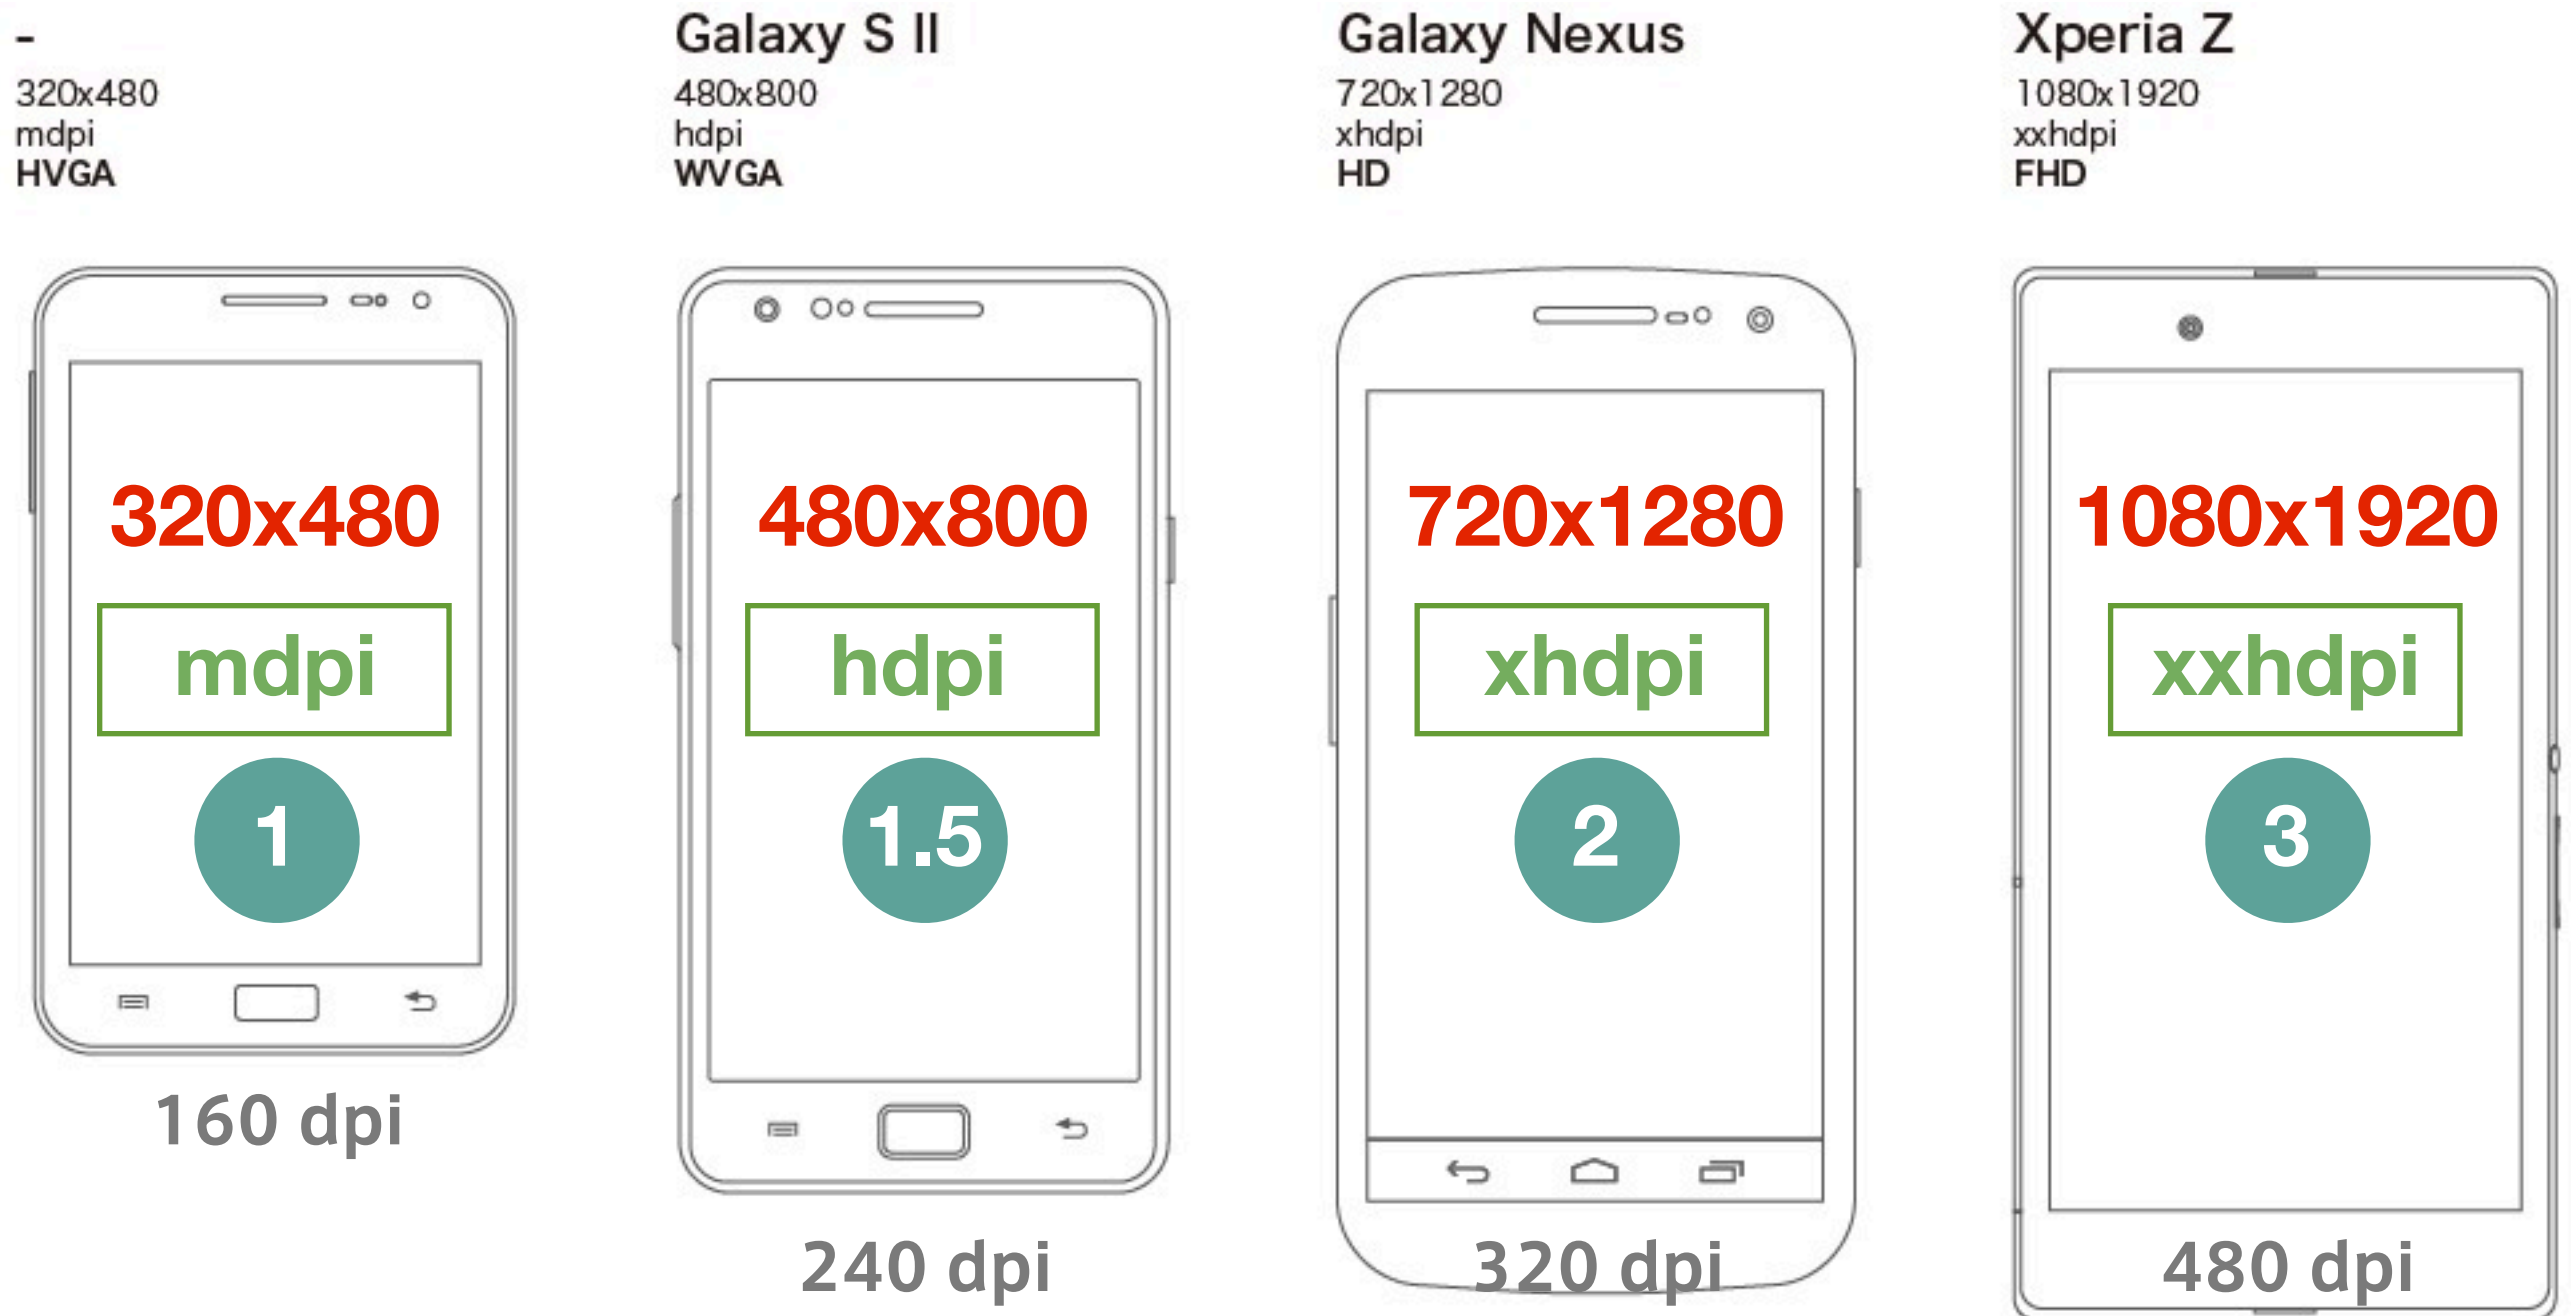 -
320x480
mdpi
HVGA
320x480
mdpi
1
160 dpi
Galaxy S II
480x800
hdpi
WVGA
480x800
hdpi
1.5
240 dpi
Galaxy Nexus
720x1280
xhdpi
HD
720x1280
xhdpi
2
320 dpi
Xperia Z
1080x1920
xxhdpi
FHD
1080x1920
xxhdpi
3
480 dpi